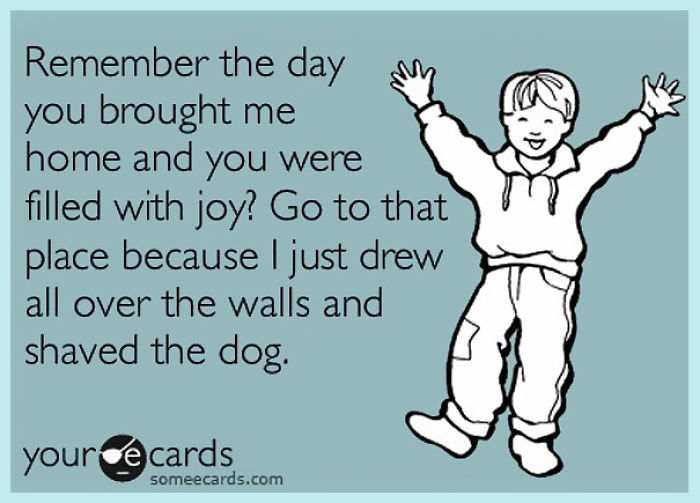 Remember the day
you brought me
home and you were
filled with joy? Go to that
place because I just drew
all over the walls and
shaved the dog.
your e cards
someecards.com